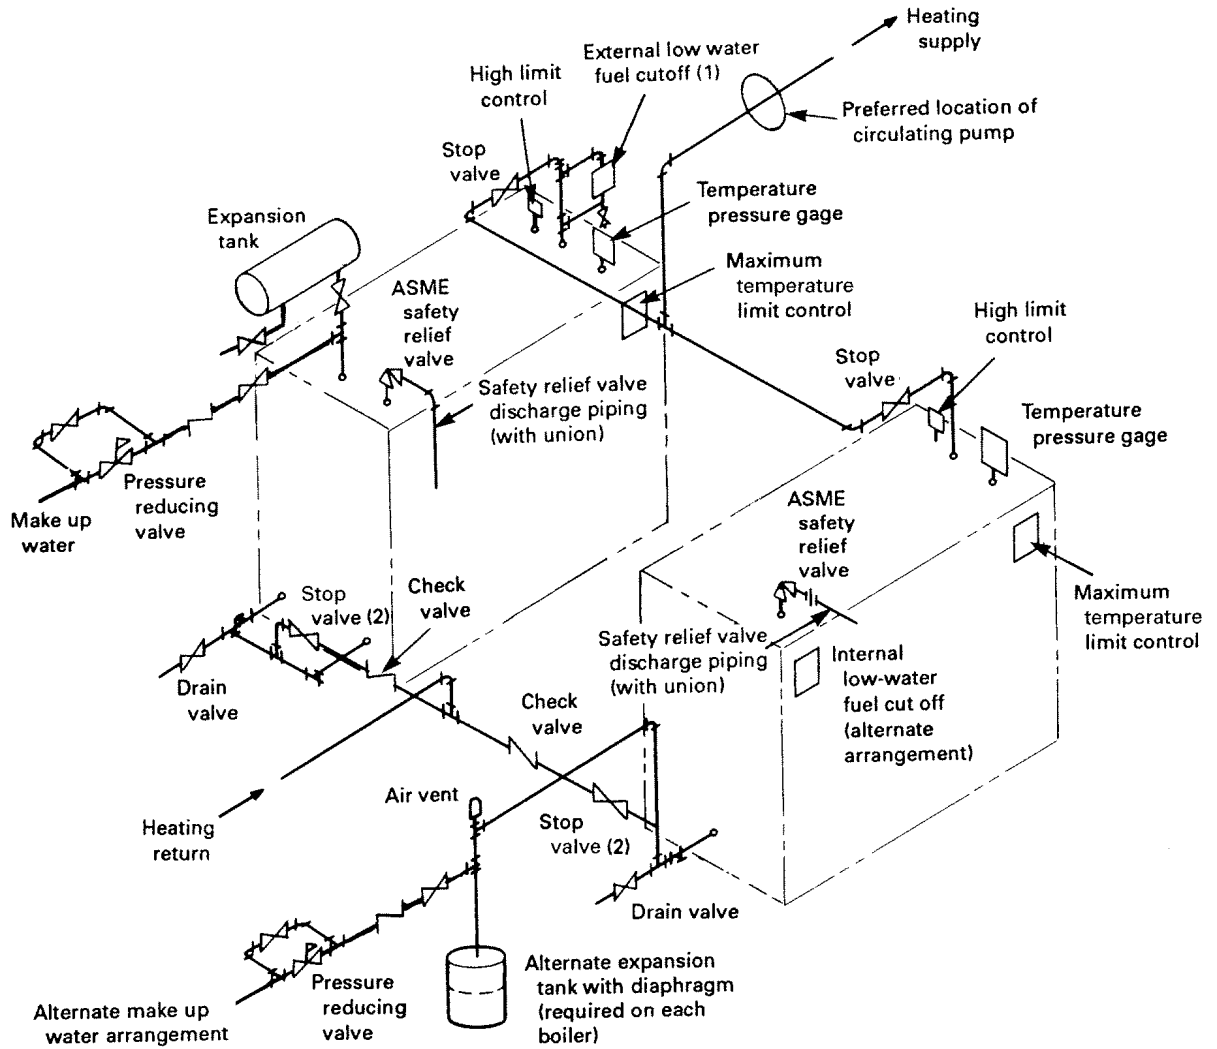 Heating
supply
External low water
fuel cutoff (1)
High limit
control
Preferred location of
circulating pump
Stop
valve
Temperature
pressure gage
Expansion
tank
Maximum
temperature
limit control
ASME
safety
relief
valve
High limit
control
Stop
valve
Safety relief valve
discharge piping
(with union)
Temperature
pressure gage
Pressure
reducing
valve
Make up
water
ASME
safety
relief
valve
Check
valve
Stop
valve (2)
Maximum
temperature
limit control
Safety relief valve
discharge piping
(with union)
Internal
low-water
fuel cut off
(alternate
arrangement)
Drain
valve
Check
valve
Air vent
Heating
return
Stop
valve (2)
Drain valve
Alternate expansion
tank with diaphragm
(required on each
boiler)
Pressure
reducing
valve
Alternate make up
water arrangement